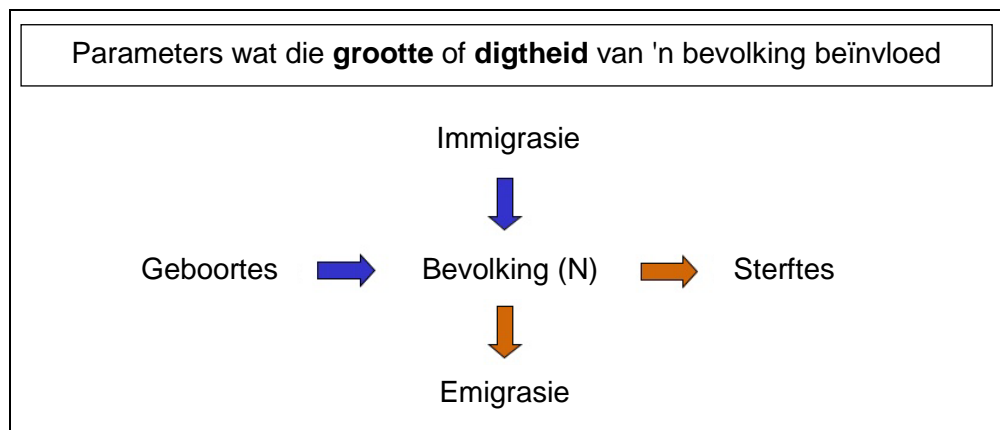 Parameters wat die grootte of digtheid van 'n bevolking beïnvloed
Immigrasie
Geboortes Bevolking (N) Sterftes
Emigrasie